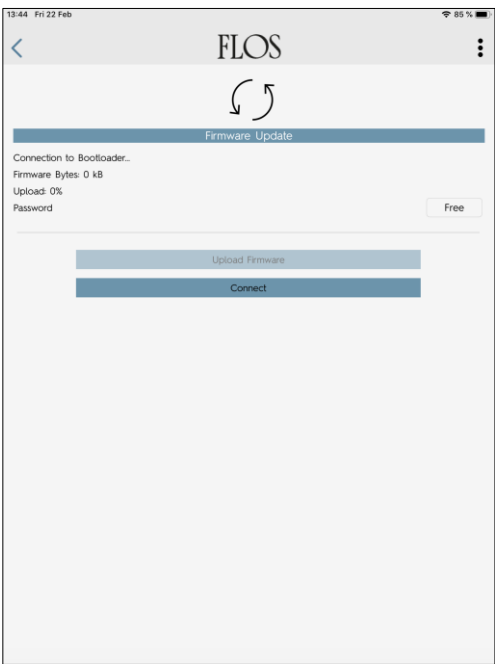 13:44 Fri 22 Feb 85 %
FLOS
Firmware Update
Connection to Bootloader...
Firmware Bytes: 0 kB
Upload: 0%
Password Free
Upload Firmware
Connect